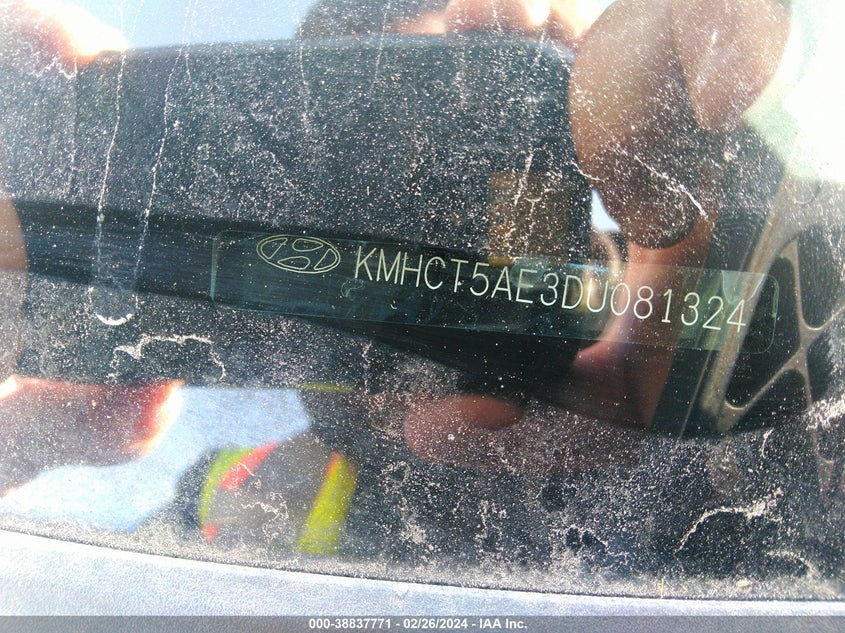 KMHCT5AE3DU081324
000-38837771 - 02/26/2024 - IAA Inc.